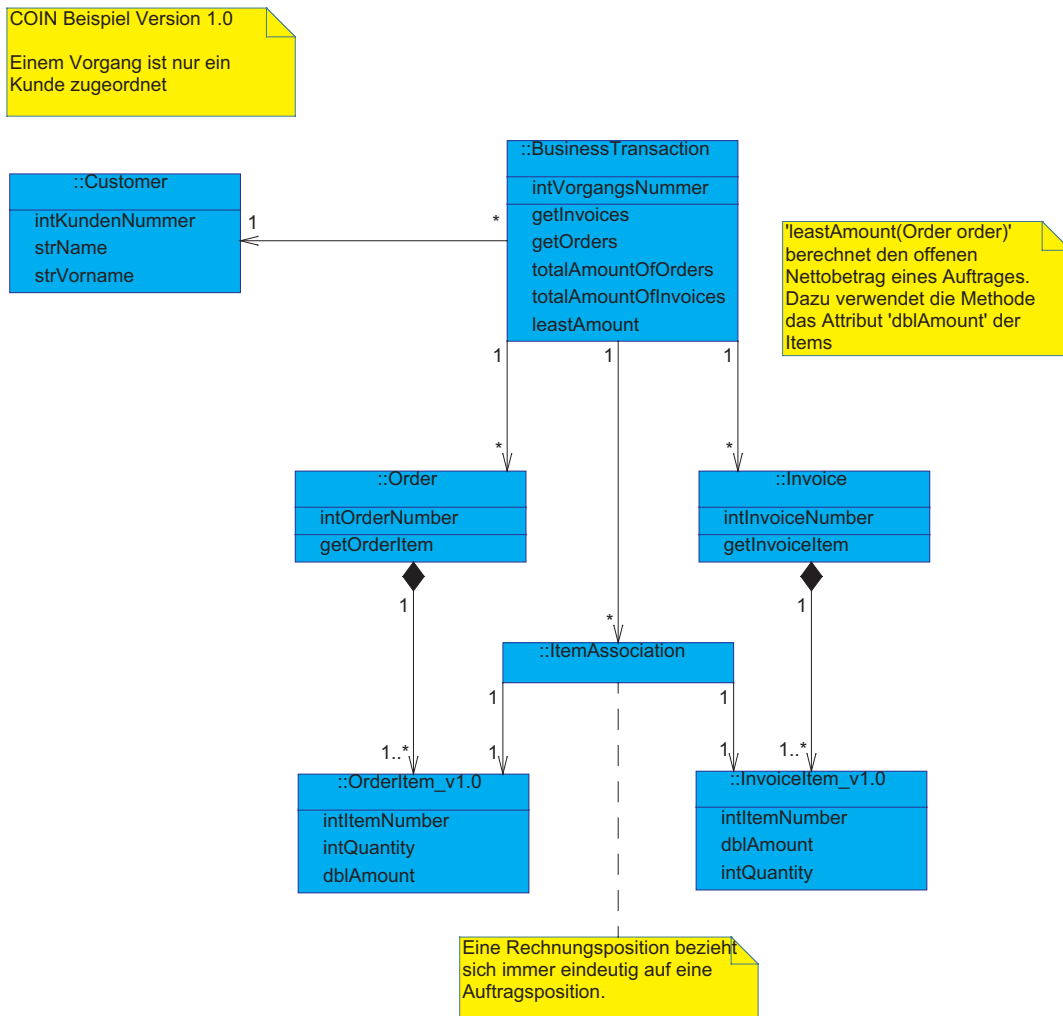 COIN Beispiel Version 1.0
Einem Vorgang ist nur ein
Kunde zugeordnet
::Customer
intKundenNummer
strName
strVorname
1
*
::BusinessTransaction
intVorgangsNummer
getInvoices
getOrders
totalAmountOfOrders
totalAmountOfInvoices
leastAmount
'leastAmount(Order order)'
berechnet den offenen
Nettobetrag eines Auftrages.
Dazu verwendet die Methode
das Attribut 'dblAmount' der
Items
1
1
1
*
*
::Order
intOrderNumber
getOrderItem
::Invoice
intInvoiceNumber
getInvoiceItem
1
1
*
::ItemAssociation
1
1
1..*
1
1
1..*
::OrderItem_v1.0
intItemNumber
intQuantity
dblAmount
::InvoiceItem_v1.0
intItemNumber
dblAmount
intQuantity
Eine Rechnungsposition bezieht
sich immer eindeutig auf eine
Auftragsposition.